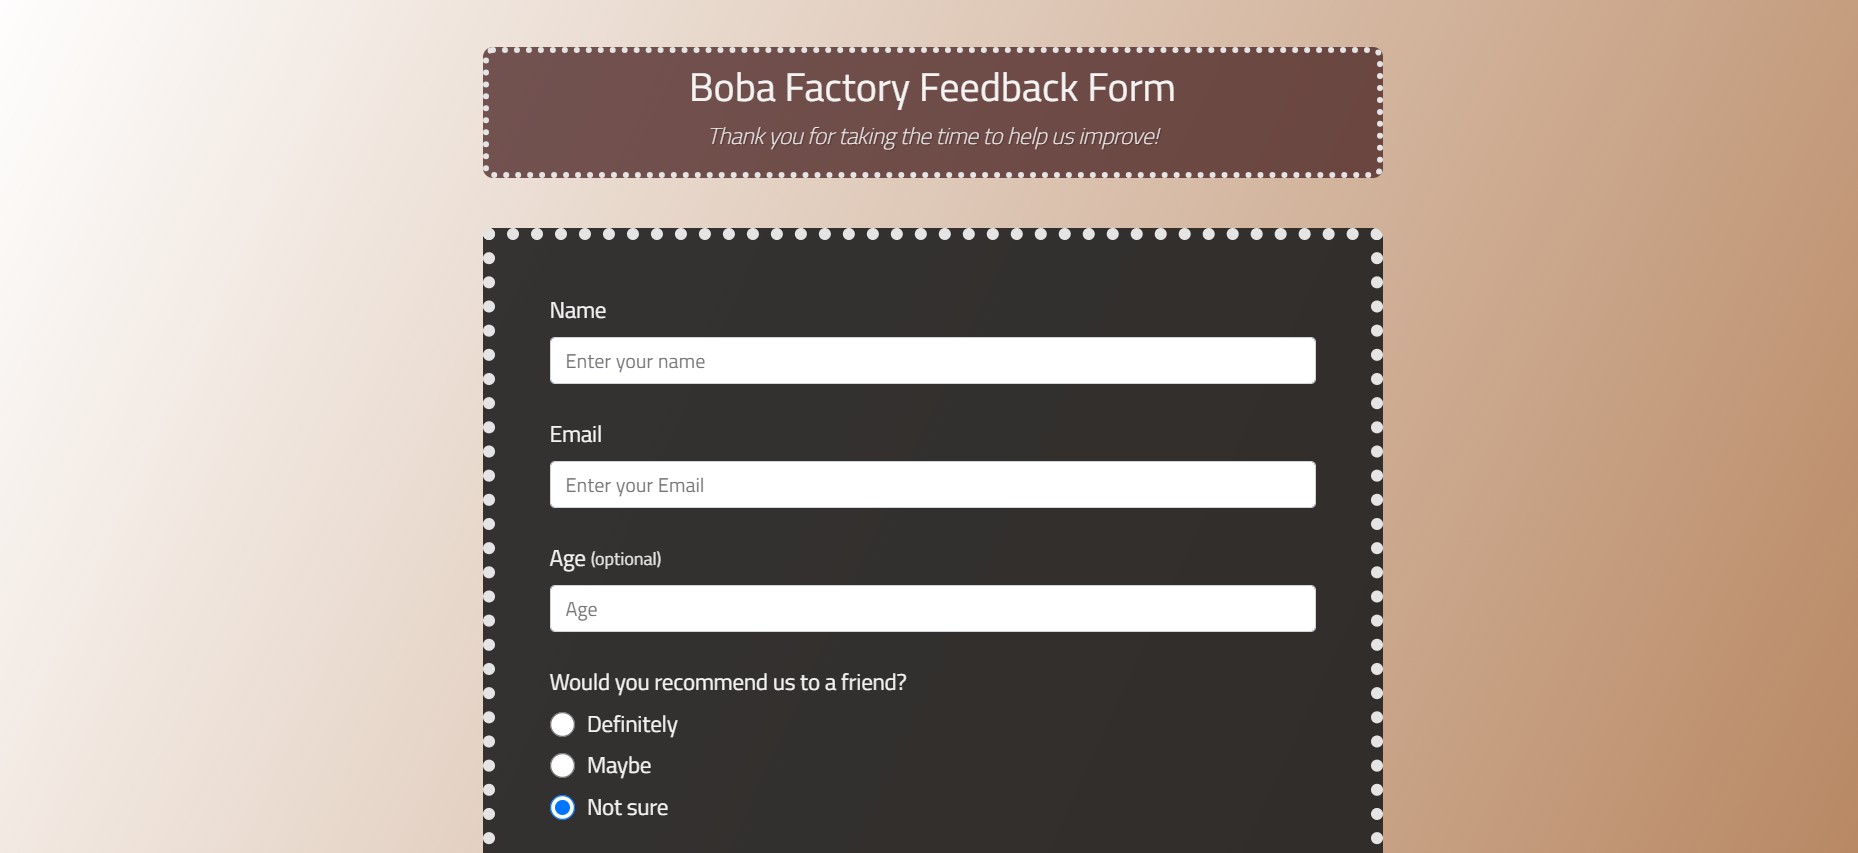 Boba Factory Feedback Form
Thank you for taking the time to help us improve!
Name
Enter your name
Email
Enter your Email
Age (optional)
Age
Would you recommend us to a friend?
Definitely
Maybe
Not sure